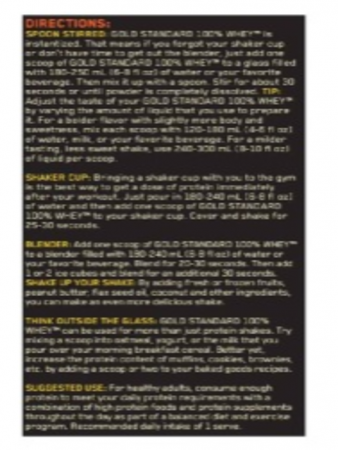 DIRECTIONS:
SPOON STIRRED: GOLD STANDARD 100% WHEY™ is
instantized. That means if you forgot your shaker cup
or don't have time to get out the blender, just add one
scoop of GOLD STANDARD 100% WHEY™ to a glass filled
with 180-250 mL (6-8 fl oz) of water or your favorite
beverage. Then mix it up with a spoon. Stir for about 30
seconds or until powder is completely dissolved. TIP:
Adjust the taste of your GOLD STANDARD 100% WHEY™
by varying the amount of liquid that you use to prepare
it. For a bolder flavor with slightly more body and
sweetness, mix each scoop with 120-180 mL (4-6 fl oz)
of water, milk, or your favorite beverage. For a milder
tasting, less sweet shake, use 240-300 mL (8-10 fl oz)
of liquid per scoop.
SHAKER CUP: Bringing a shaker cup with you to the gym
is the best way to get a dose of protein immediately
after your workout. Just pour in 180-240 mL (6-8 fl oz)
of water and then add one scoop of GOLD STANDARD
100% WHEY™ to your shaker cup. Cover and shake for
25-30 seconds.
BLENDER: Add one scoop of GOLD STANDARD 100% WHEY™
to a blender filled with 180-240 mL (6-8 fl oz) of water or
your favorite beverage. Blend for 20-30 seconds. Then add
1 or 2 ice cubes and blend for an additional 30 seconds.
SHAKE UP YOUR SHAKE: By adding fresh or frozen fruits,
peanut butter, flax seed oil, coconut and other ingredients,
you can make an even more delicious shake.
THINK OUTSIDE THE GLASS: GOLD STANDARD 100%
WHEY™ can be used for more than just protein shakes. Try
mixing a scoop into oatmeal, yogurt, or the milk that you
pour over your morning breakfast cereal. Better yet,
increase the protein content of muffins, cookies, brownies,
etc. by adding a scoop or two to your baked goods recipes.
SUGGESTED USE: For healthy adults, consume enough
protein to meet your daily protein requirements with a
combination of high protein foods and protein supplements
throughout the day as part of a balanced diet and exercise
program. Recommended daily intake of 1 serve.